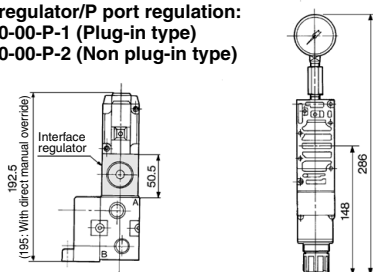 regulator/P port regulation:
0-00-P-1 (Plug-in type)
0-00-P-2 (Non plug-in type)
Interface
regulator
192.5
(195: With direct manual override)
50.5
A
B
286
148